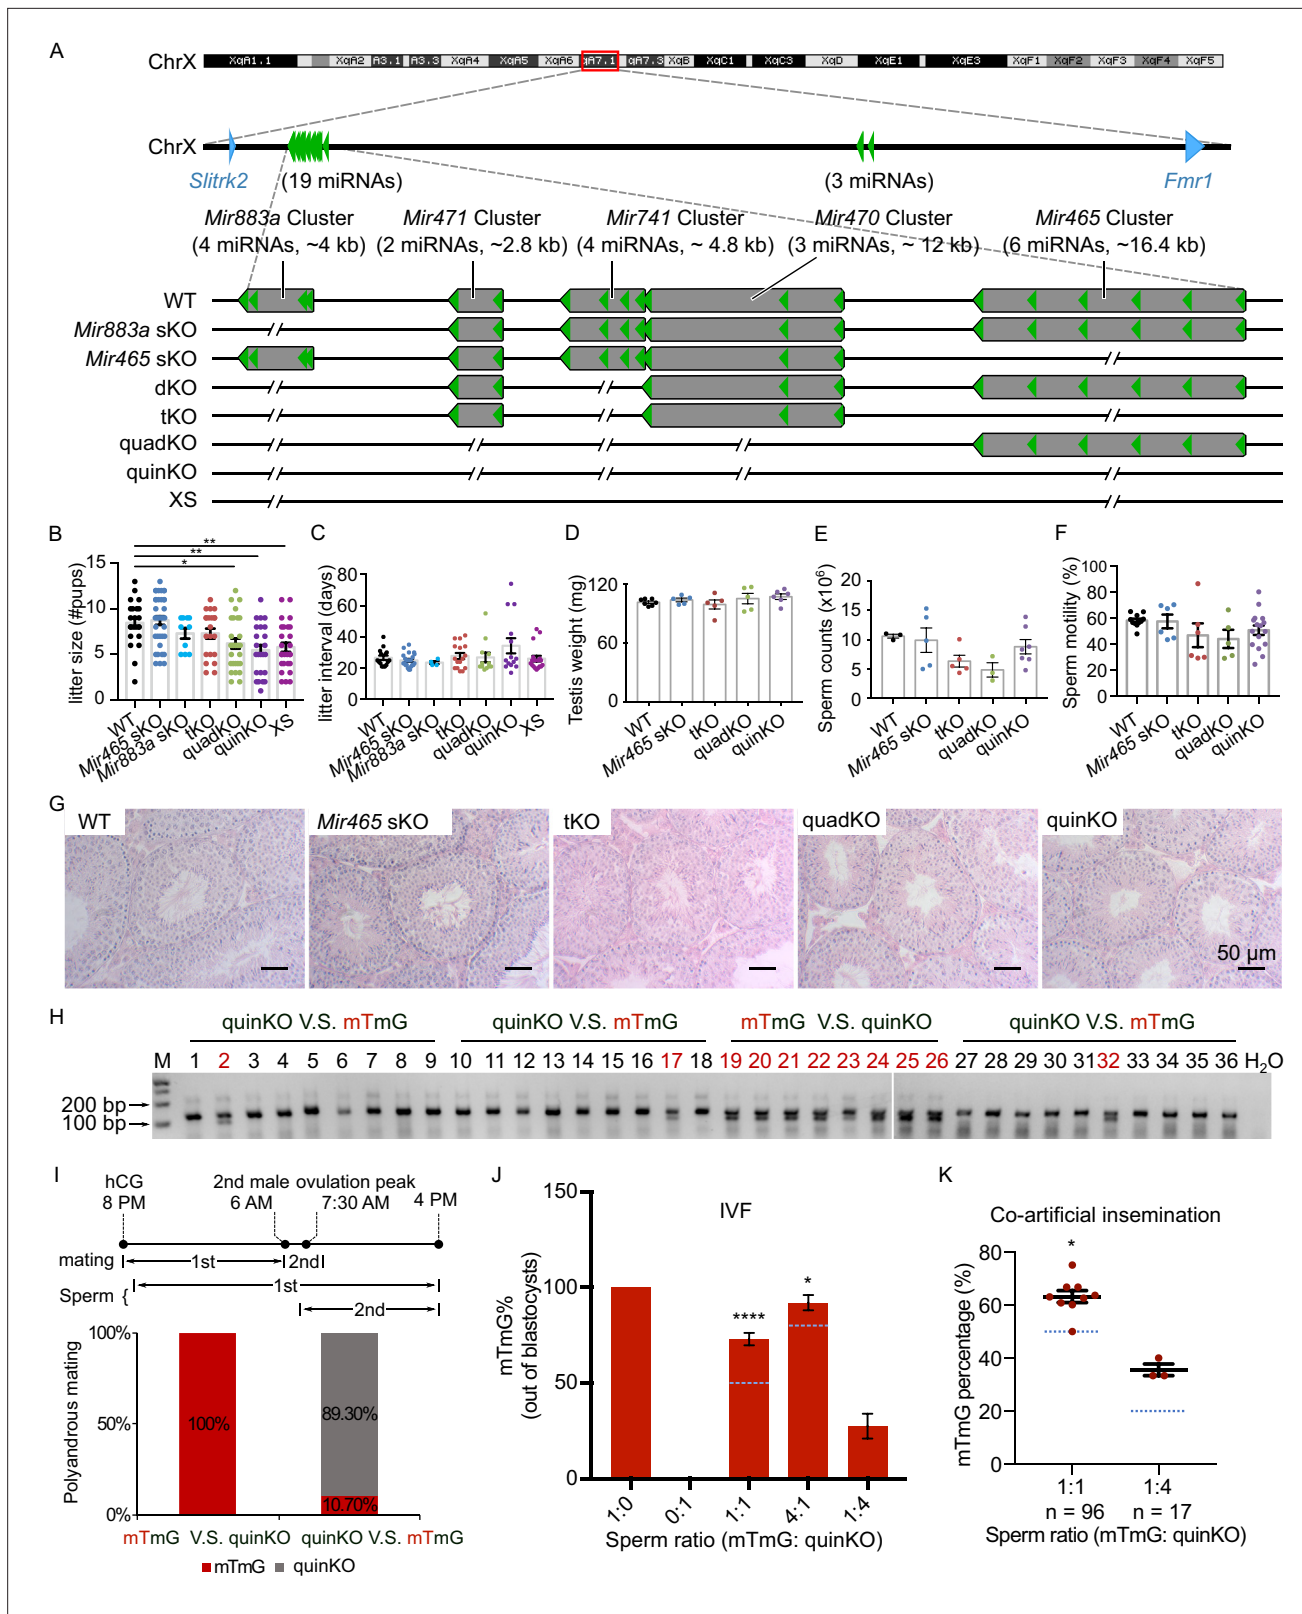 A
ChrX
XqA1.1 XqA2 A3.1 A3.3 XqA4 XqA5 XqA6 qA7.1 qA7.3 XqB XqC1 XqC3 XqD XqE1 XqE3 XqF1 XqF2 XqF3 XqF4 XqF5
ChrX
Slitrk2 (19 miRNAs) (3 miRNAs) Fmr1
Mir883a Cluster Mir471 Cluster Mir741 Cluster Mir470 Cluster Mir465 Cluster
(4 miRNAs, ~4 kb) (2 miRNAs, ~2.8 kb) (4 miRNAs, ~ 4.8 kb) (3 miRNAs, ~ 12 kb) (6 miRNAs, ~16.4 kb)
WT
Mir883a sKO
Mir465 sKO
dKO
tKO
quadKO
quinKO
XS
B
litter size (#pups)
15
10
5
0
**
**
*
WT
Mir465 sKO
Mir883a sKO
tKO
quadKO
quinKO
XS
C
litter interval (days)
80
60
40
20
0
WT
Mir465 sKO
Mir883a sKO
tKO
quadKO
quinKO
XS
D
Testis weight (mg)
120
60
0
WT
Mir465 sKO
tKO
quadKO
quinKO
E
Sperm counts (x10⁶)
20
15
10
5
0
WT
Mir465 sKO
tKO
quadKO
quinKO
F
Sperm motility (%)
100
80
60
40
20
0
WT
Mir465 sKO
tKO
quadKO
quinKO
G
WT Mir465 sKO tKO quadKO quinKO
50 µm
H
quinKO V.S. mTmG quinKO V.S. mTmG mTmG V.S. quinKO quinKO V.S. mTmG
M 1 2 3 4 5 6 7 8 9 10 11 12 13 14 15 16 17 18 19 20 21 22 23 24 25 26 27 28 29 30 31 32 33 34 35 36 H₂O
200 bp
100 bp
I
hCG 2nd male ovulation peak
8 PM 6 AM 7:30 AM 4 PM
mating 1st 2nd
1st
Sperm {
2nd
Polyandrous mating
100%
50%
0%
100%
89.30%
10.70%
mTmG V.S. quinKO quinKO V.S. mTmG
mTmG quinKO
J
IVF
mTmG%
(out of blastocysts)
150
100
50
0
****
*
1:0 0:1 1:1 4:1 1:4
Sperm ratio (mTmG: quinKO)
K
Co-artificial insemination
mTmG percentage (%)
80
60
40
20
0
*
1:1 1:4
n = 96 n = 17
Sperm ratio (mTmG: quinKO)